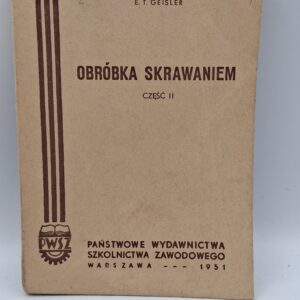 E. T. GEISLER
OBRÓBKA SKRAWANIEM
CZĘŚĆ II
PWSZ
PAŃSTWOWE WYDAWNICTWA
SZKOLNICTWA ZAWODOWEGO
WARSZAWA --- 1951